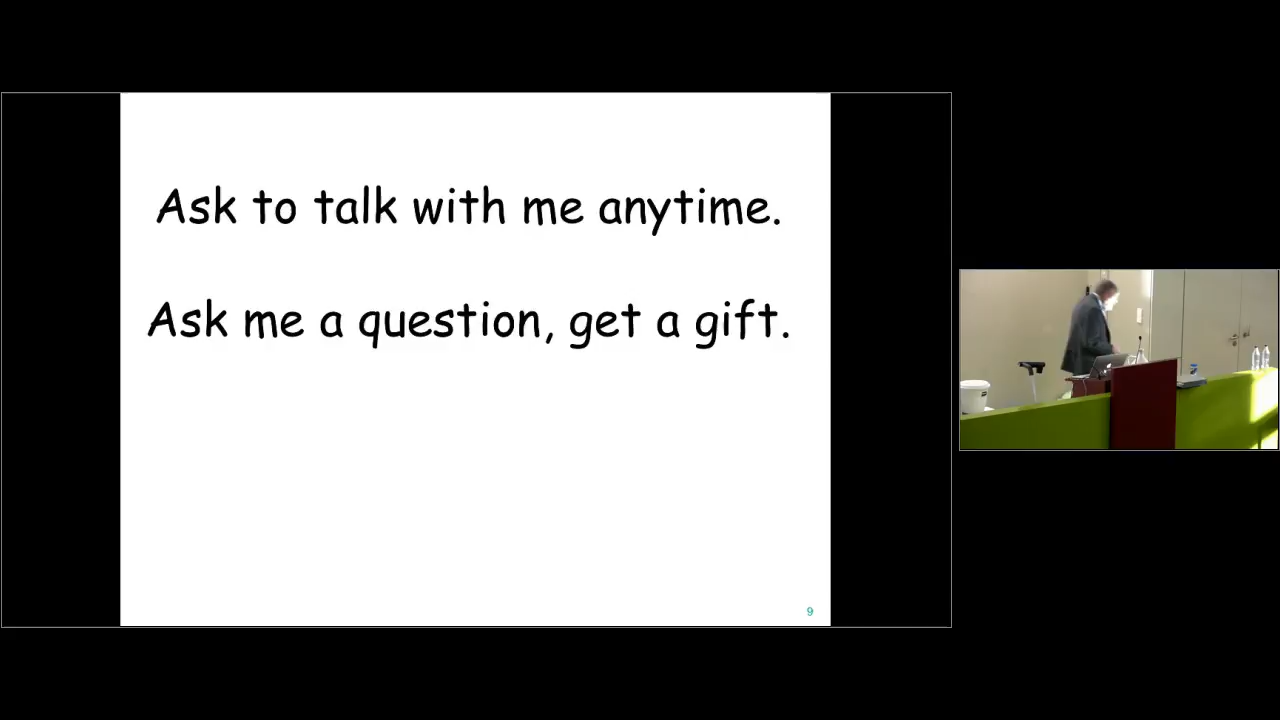 Ask to talk with me anytime.
Ask me a question, get a gift.
9